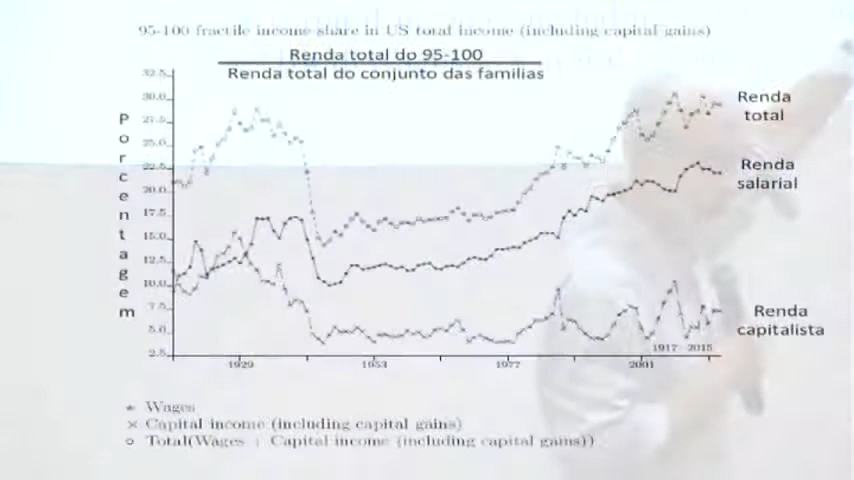 95-100 fractile income share in US total income (including capital gains)
Renda total do 95-100
Renda total do conjunto das familias
Porcentagem
32.5
30.0
27.5
25.0
22.5
20.0
17.5
15.0
12.5
10.0
7.5
5.0
2.5
Renda
total
Renda
salarial
Renda
capitalista
1917 - 2015
1929
1953
1977
2001
Wages
× Capital income (including capital gains)
o Total(Wages + Capital income (including capital gains))